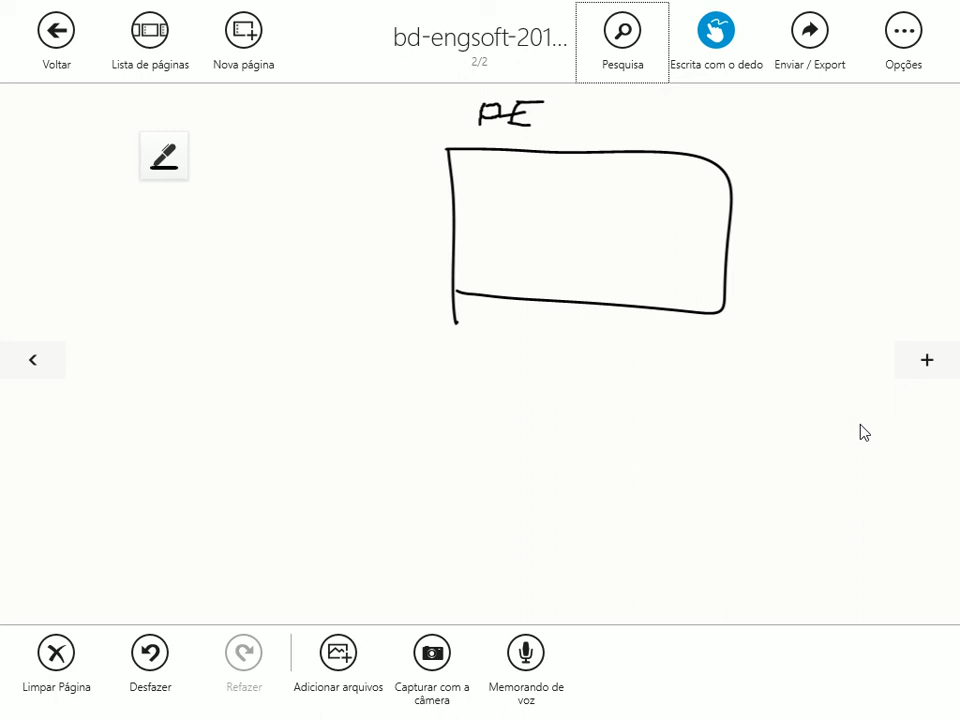 Voltar
Lista de páginas
Nova página
bd-engsoft-201...
2/2
Pesquisa
Escrita com o dedo
Enviar / Export
Opções
PE
Limpar Página
Desfazer
Refazer
Adicionar arquivos
Capturar com a
câmera
Memorando de
voz